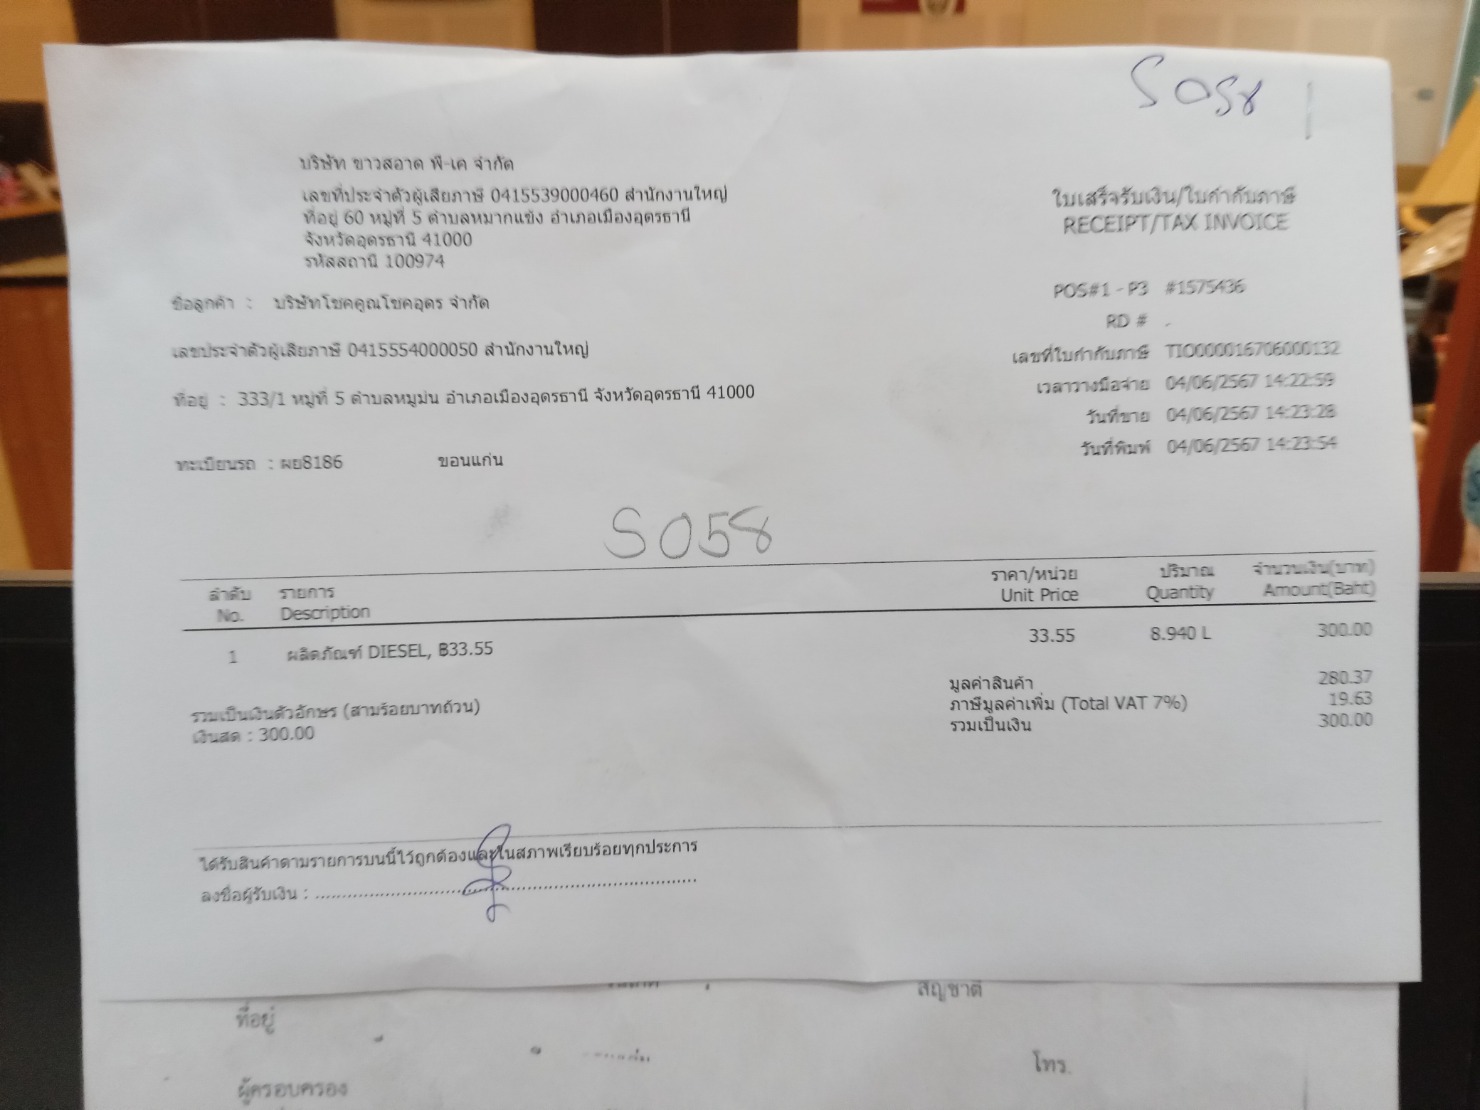 S058
บริษัท ขาวสอาด พี-เค จำกัด
เลขที่ประจำตัวผู้เสียภาษี 0415539000460 สำนักงานใหญ่
ที่อยู่ 60 หมู่ที่ 5 ตำบลหมากแข้ง อำเภอเมืองอุดรธานี
จังหวัดอุดรธานี 41000
รหัสสถานี 100974
ใบเสร็จรับเงิน/ใบกำกับภาษี
RECEIPT/TAX INVOICE
POS#1 - P3 #1575436
RD # .
เลขที่ใบกำกับภาษี TIO000016706000132
เวลาวางมือจ่าย 04/06/2567 14:22:59
วันที่ขาย 04/06/2567 14:23:28
วันที่พิมพ์ 04/06/2567 14:23:54
ชื่อลูกค้า : บริษัทโชคคูณโชคอุดร จำกัด
เลขประจำตัวผู้เสียภาษี 0415554000050 สำนักงานใหญ่
ที่อยู่ : 333/1 หมู่ที่ 5 ตำบลหมูม่น อำเภอเมืองอุดรธานี จังหวัดอุดรธานี 41000
ทะเบียนรถ : ผย8186 ขอนแก่น
S058
ลำดับ รายการ ราคา/หน่วย ปริมาณ จำนวนเงิน(บาท)
No. Description Unit Price Quantity Amount(Baht)
1 ผลิตภัณฑ์ DIESEL, ฿33.55 33.55 8.940 L 300.00
มูลค่าสินค้า 280.37
ภาษีมูลค่าเพิ่ม (Total VAT 7%) 19.63
รวมเป็นเงิน 300.00
รวมเป็นเงินตัวอักษร (สามร้อยบาทถ้วน)
เงินสด : 300.00
ได้รับสินค้าตามรายการบนนี้ไว้ถูกต้องและในสภาพเรียบร้อยทุกประการ
ลงชื่อผู้รับเงิน :
สัญชาติ
ที่อยู่
โทร.
ผู้ครอบครอง